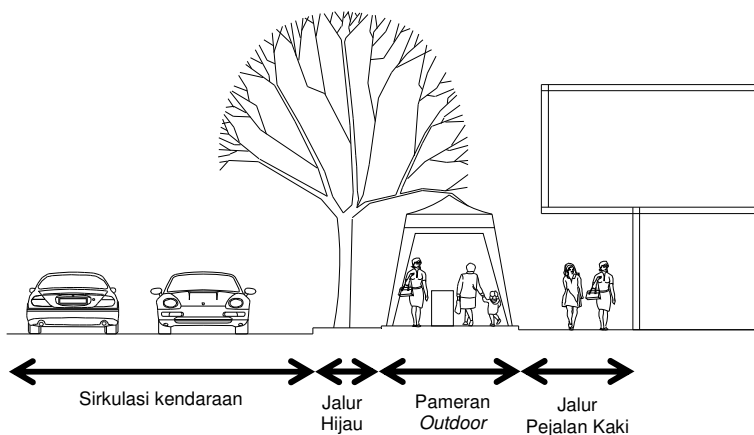 Sirkulasi kendaraan
Jalur
Hijau
Pameran
Outdoor
Jalur
Pejalan Kaki